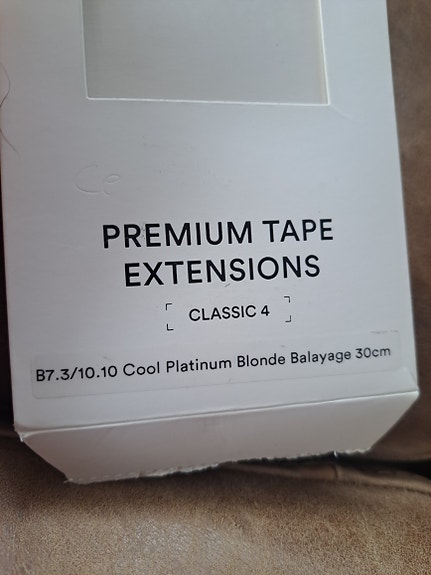 PREMIUM TAPE
EXTENSIONS
CLASSIC 4
B7.3/10.10 Cool Platinum Blonde Balayage 30cm